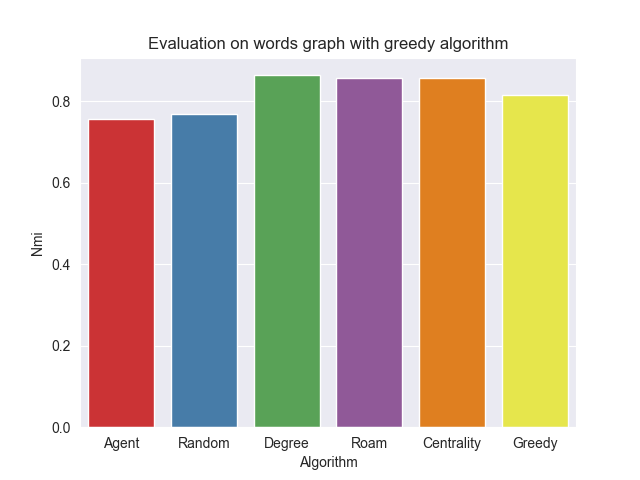 Evaluation on words graph with greedy algorithm
Nmi
0.8
0.6
0.4
0.2
0.0
Agent Random Degree Roam Centrality Greedy
Algorithm